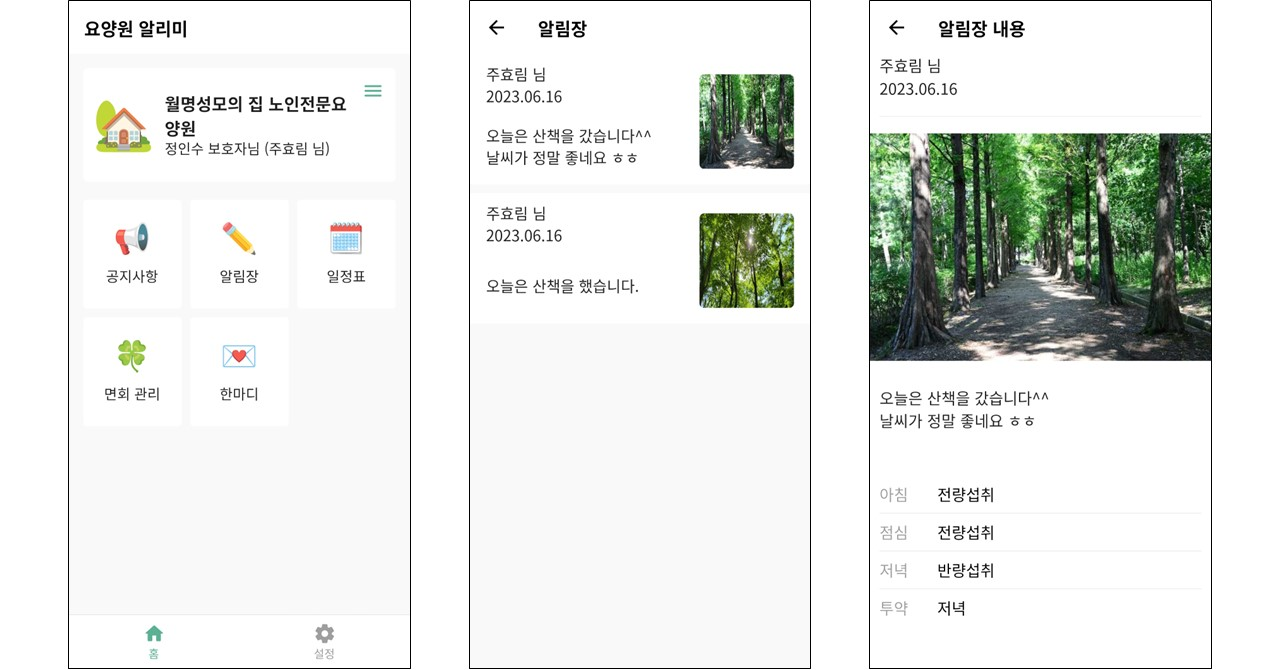 요양원 알리미
월명성모의 집 노인전문요
양원
정인수 보호자님 (주효림 님)
공지사항
알림장
일정표
면회 관리
한마디
홈
설정
알림장
주효림 님
2023.06.16
오늘은 산책을 갔습니다^^
날씨가 정말 좋네요 ㅎㅎ
주효림 님
2023.06.16
오늘은 산책을 했습니다.
알림장 내용
주효림 님
2023.06.16
오늘은 산책을 갔습니다^^
날씨가 정말 좋네요 ㅎㅎ
아침 전량섭취
점심 전량섭취
저녁 반량섭취
투약 저녁